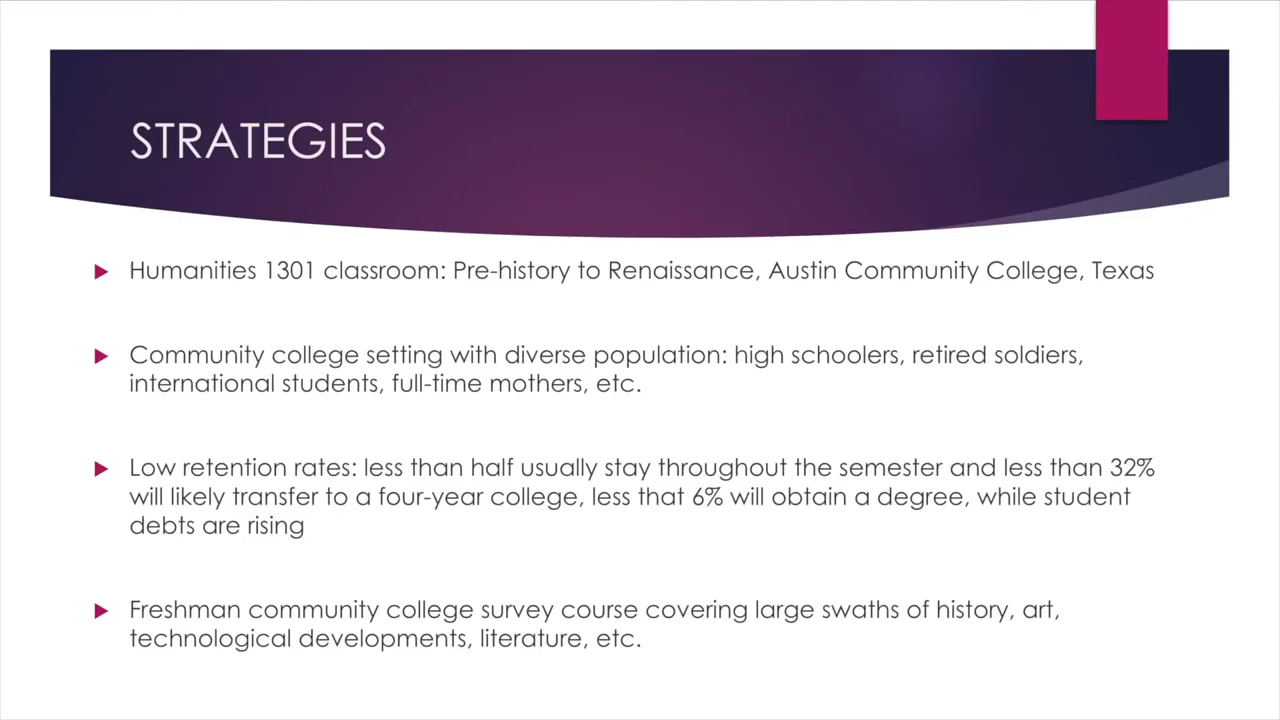 STRATEGIES
Humanities 1301 classroom: Pre-history to Renaissance, Austin Community College, Texas
Community college setting with diverse population: high schoolers, retired soldiers,
international students, full-time mothers, etc.
Low retention rates: less than half usually stay throughout the semester and less than 32%
will likely transfer to a four-year college, less that 6% will obtain a degree, while student
debts are rising
Freshman community college survey course covering large swaths of history, art,
technological developments, literature, etc.